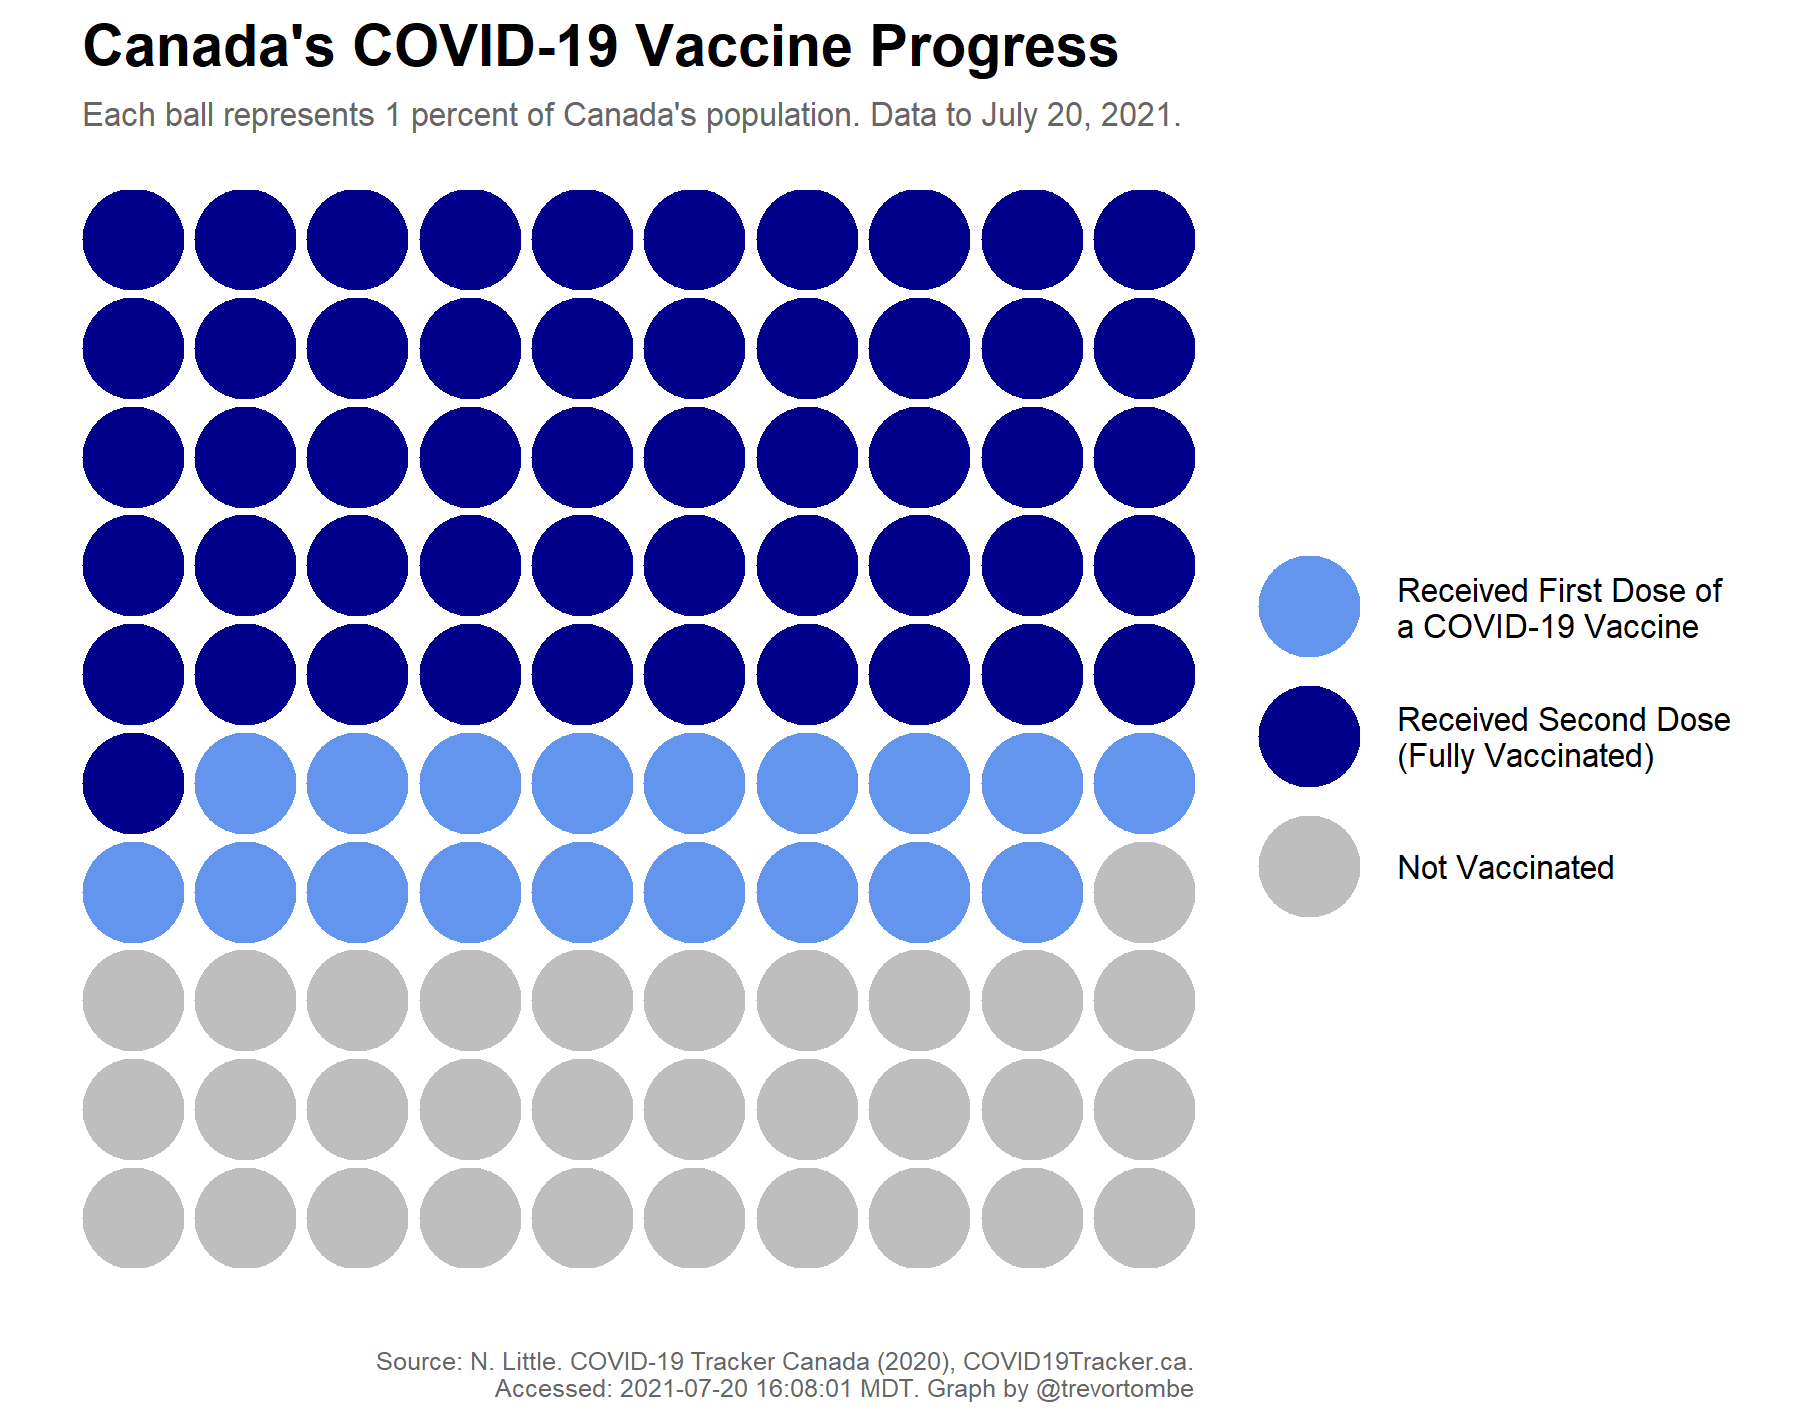 Canada's COVID-19 Vaccine Progress
Each ball represents 1 percent of Canada's population. Data to July 20, 2021.
Received First Dose of
a COVID-19 Vaccine
Received Second Dose
(Fully Vaccinated)
Not Vaccinated
Source: N. Little. COVID-19 Tracker Canada (2020), COVID19Tracker.ca.
Accessed: 2021-07-20 16:08:01 MDT. Graph by @trevortombe